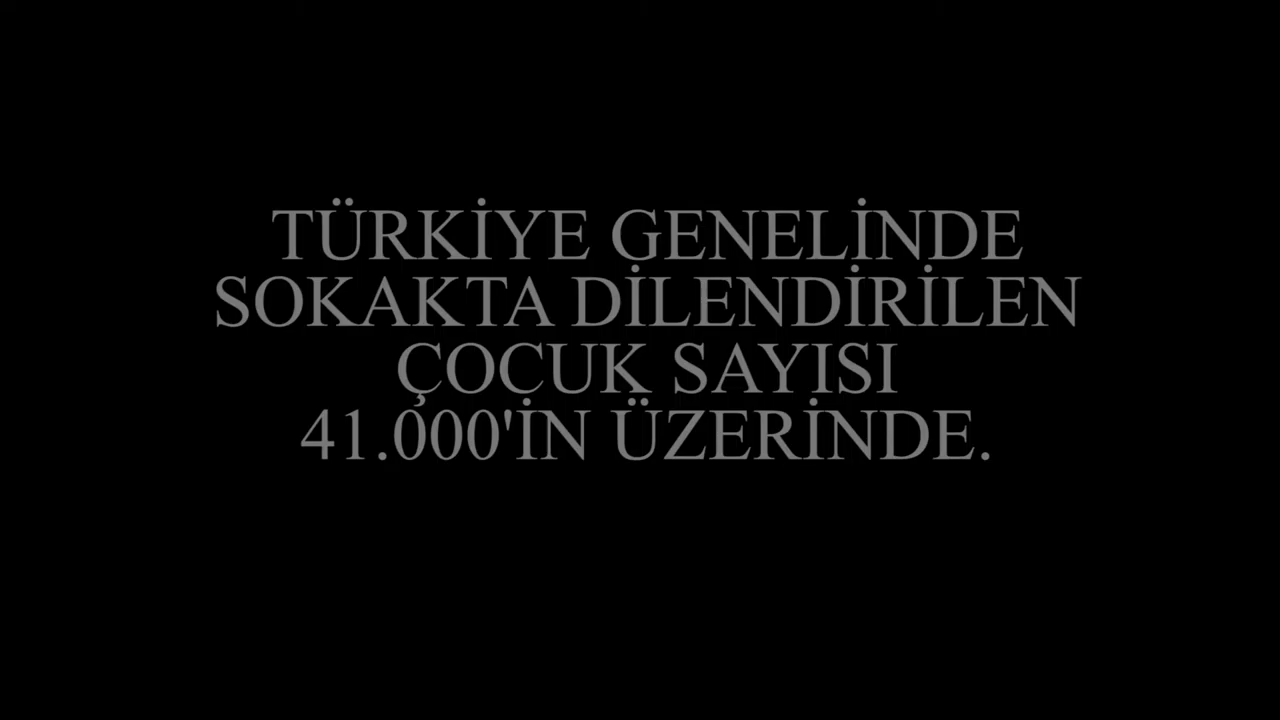 TÜRKİYE GENELİNDE
SOKAKTA DİLENDİRİLEN
ÇOCUK SAYISI
41.000'İN ÜZERİNDE.